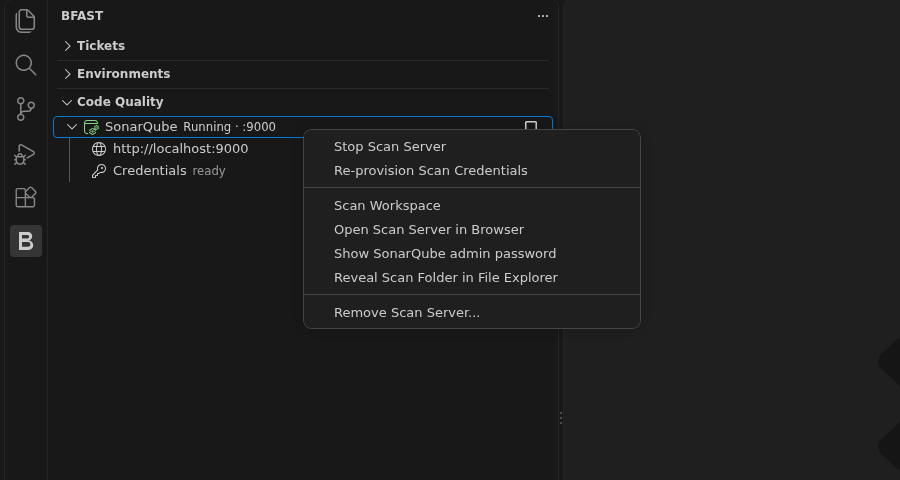 BFAST
Tickets
Environments
Code Quality
SonarQube Running · :9000
http://localhost:9000
Credentials ready
B
Stop Scan Server
Re-provision Scan Credentials
Scan Workspace
Open Scan Server in Browser
Show SonarQube admin password
Reveal Scan Folder in File Explorer
Remove Scan Server...